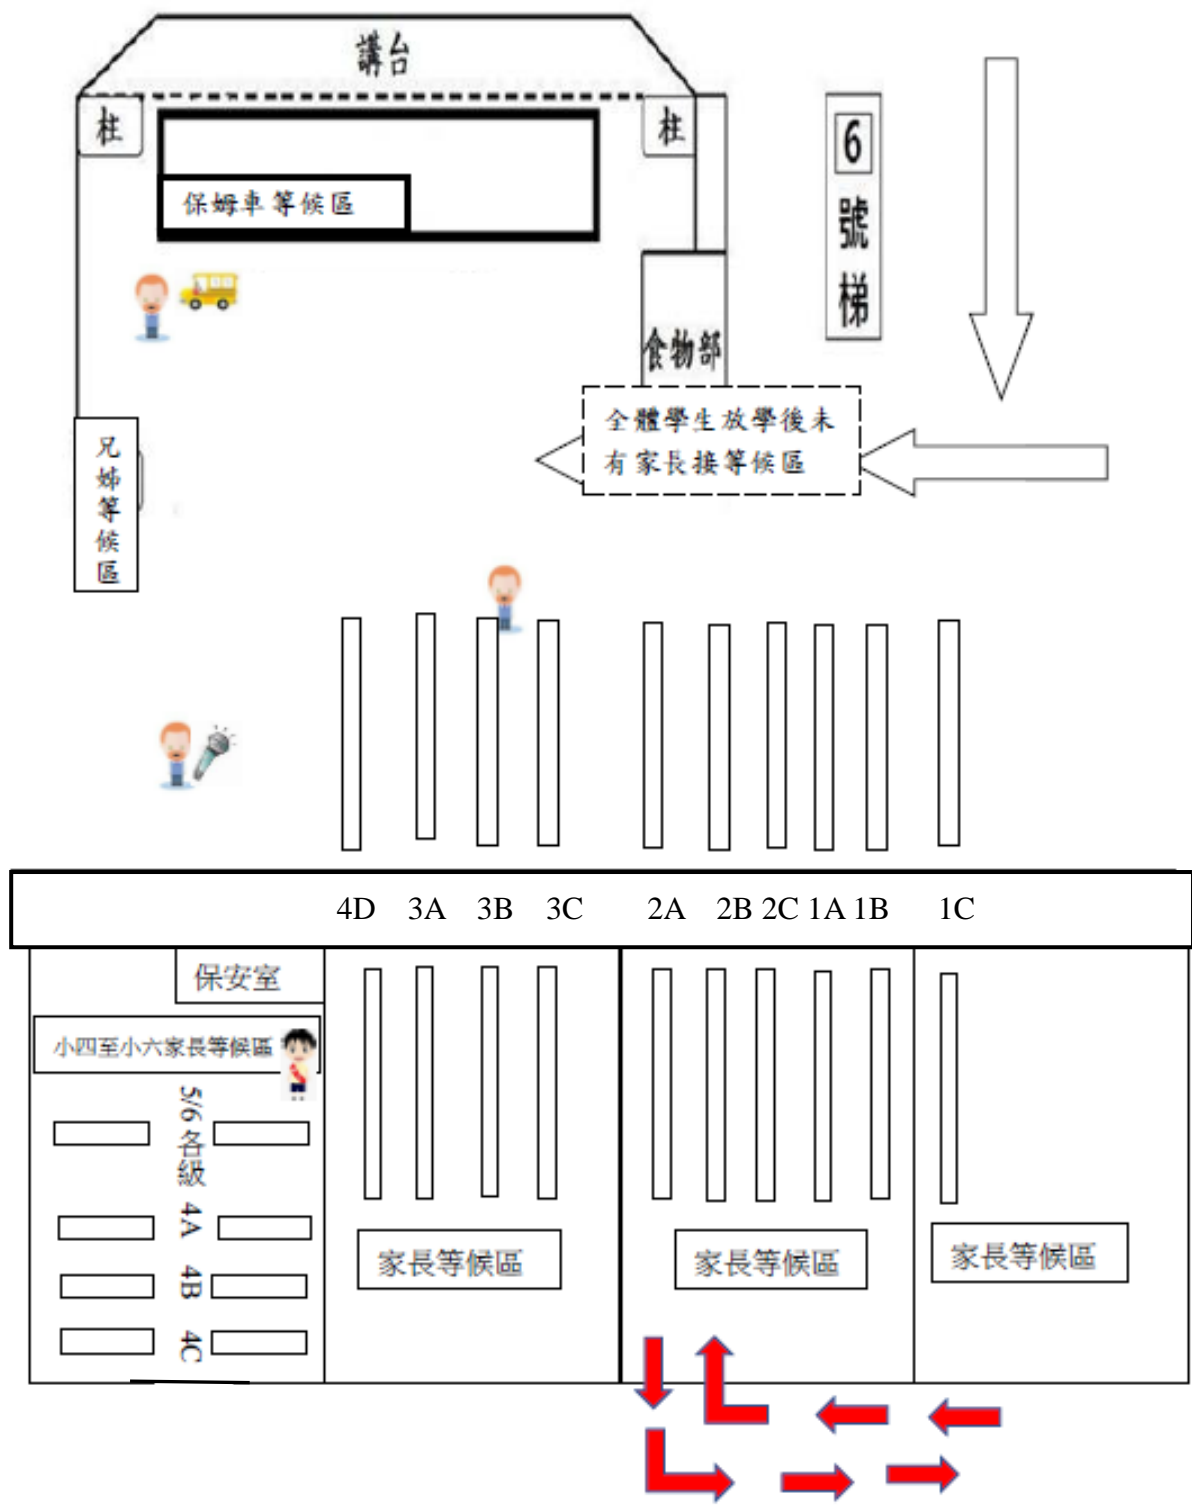 講台
柱
柱
6
號
梯
保姆車等候區
食物部
全體學生放學後未
有家長接等候區
兄
姊
等
候
區
4D 3A 3B 3C 2A 2B 2C 1A 1B 1C
保安室
小四至小六家長等候區
5/6 各級
4A
4B
4C
家長等候區
家長等候區
家長等候區